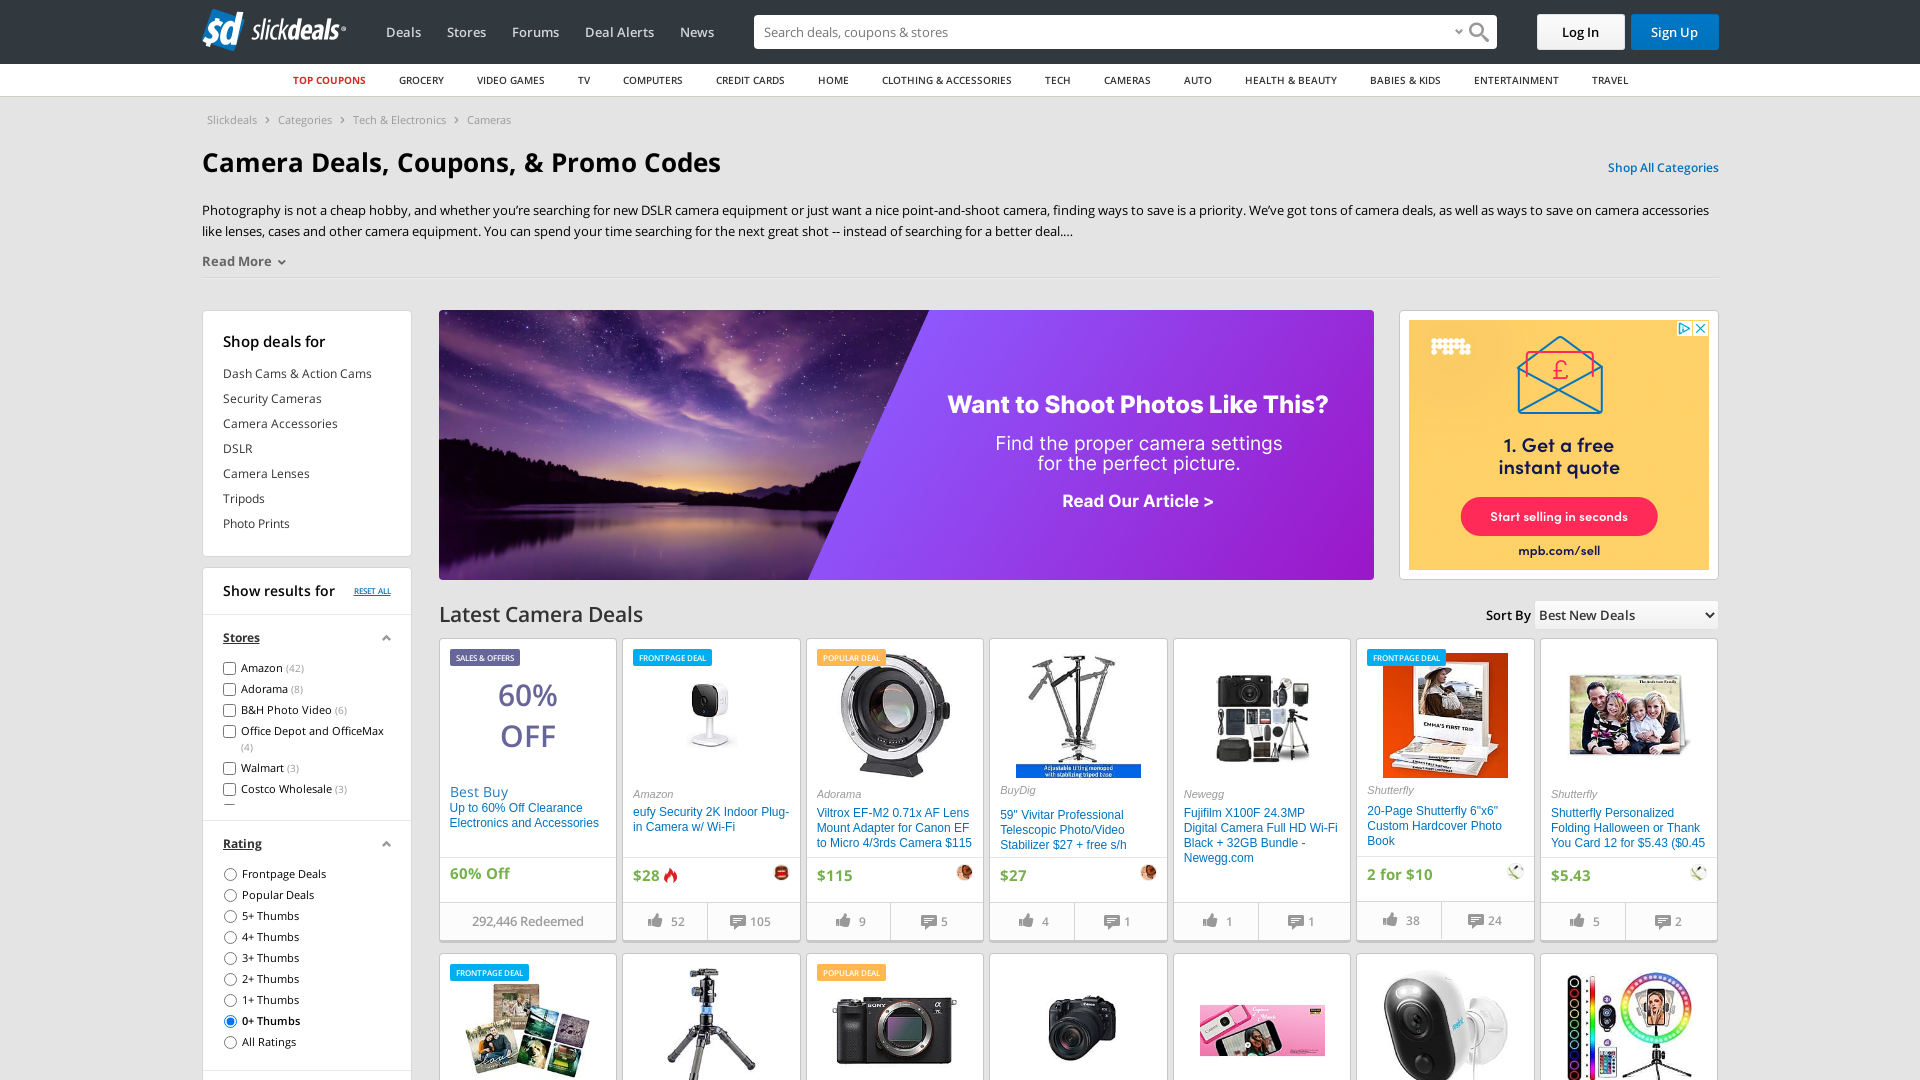 slickdeals
Deals
Stores
Forums
Deal Alerts
News
Search deals, coupons & stores
Log In
Sign Up
TOP COUPONS
GROCERY
VIDEO GAMES
TV
COMPUTERS
CREDIT CARDS
HOME
CLOTHING & ACCESSORIES
TECH
CAMERAS
AUTO
HEALTH & BEAUTY
BABIES & KIDS
ENTERTAINMENT
TRAVEL
Slickdeals > Categories > Tech & Electronics > Cameras
Camera Deals, Coupons, & Promo Codes
Shop All Categories
Photography is not a cheap hobby, and whether you’re searching for new DSLR camera equipment or just want a nice point-and-shoot camera, finding ways to save is a priority. We’ve got tons of camera deals, as well as ways to save on camera accessories
like lenses, cases and other camera equipment. You can spend your time searching for the next great shot -- instead of searching for a better deal....
Read More
Shop deals for
Dash Cams & Action Cams
Security Cameras
Camera Accessories
DSLR
Camera Lenses
Tripods
Photo Prints
Want to Shoot Photos Like This?
Find the proper camera settings
for the perfect picture.
Read Our Article >
1. Get a free
instant quote
Start selling in seconds
mpb.com/sell
Show results for
RESET ALL
Stores
Amazon (42)
Adorama (8)
B&H Photo Video (6)
Office Depot and OfficeMax
(4)
Walmart (3)
Costco Wholesale (3)
Rating
Frontpage Deals
Popular Deals
5+ Thumbs
4+ Thumbs
3+ Thumbs
2+ Thumbs
1+ Thumbs
0+ Thumbs
All Ratings
Latest Camera Deals
Sort By
Best New Deals
SALES & OFFERS
60%
OFF
Best Buy
Up to 60% Off Clearance
Electronics and Accessories
60% Off
292,446 Redeemed
FRONTPAGE DEAL
Amazon
eufy Security 2K Indoor Plug-
in Camera w/ Wi-Fi
$28
52
105
POPULAR DEAL
Adorama
Viltrox EF-M2 0.71x AF Lens
Mount Adapter for Canon EF
to Micro 4/3rds Camera $115
$115
9
5
Adjustable tilting monopod
with stabilizing tripod base
BuyDig
59" Vivitar Professional
Telescopic Photo/Video
Stabilizer $27 + free s/h
$27
4
1
Newegg
Fujifilm X100F 24.3MP
Digital Camera Full HD Wi-Fi
Black + 32GB Bundle -
Newegg.com
1
1
FRONTPAGE DEAL
EMMA'S FIRST TRIP
Shutterfly
20-Page Shutterfly 6"x6"
Custom Hardcover Photo
Book
2 for $10
38
24
Shutterfly
Shutterfly Personalized
Folding Halloween or Thank
You Card 12 for $5.43 ($0.45
$5.43
5
2
FRONTPAGE DEAL
POPULAR DEAL
SONY